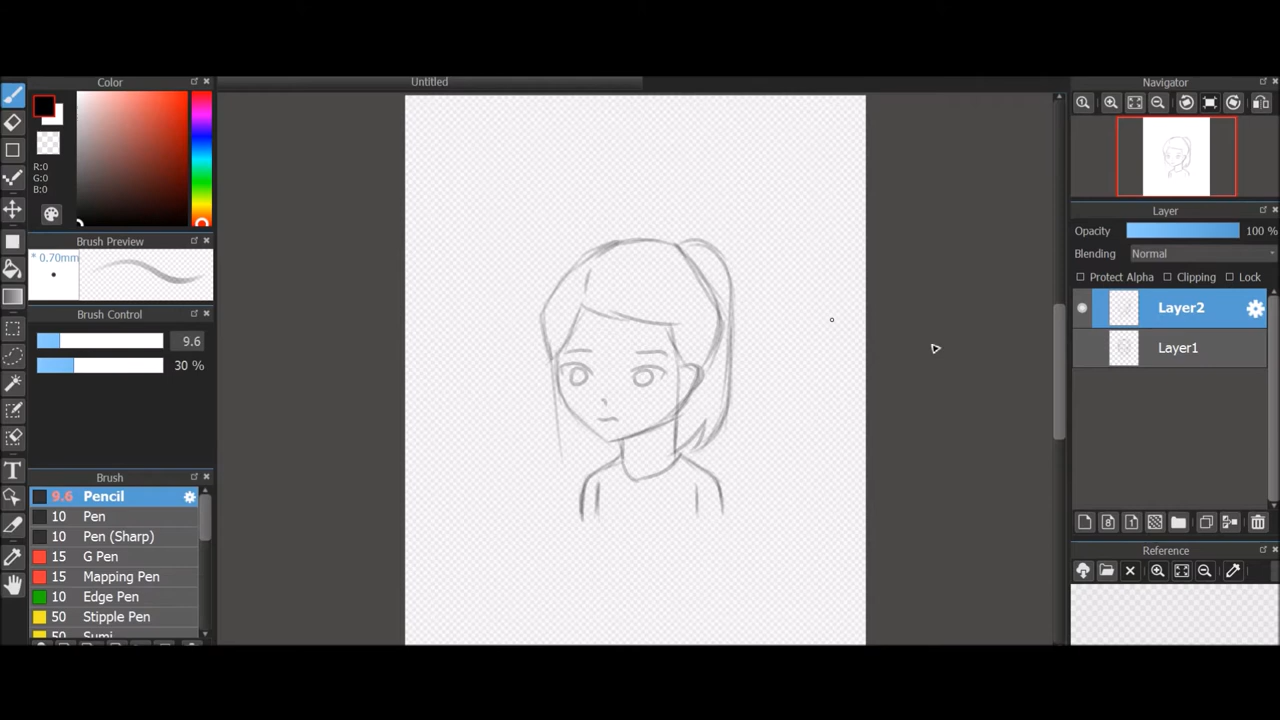 Color
Untitled
Navigator
R:0
G:0
B:0
Layer
Opacity 100 %
Brush Preview
Blending Normal
* 0.70mm
Protect Alpha Clipping Lock
Layer2
Brush Control
9.6
Layer1
30 %
Brush
9.6 Pencil
10 Pen
10 Pen (Sharp)
15 G Pen
Reference
15 Mapping Pen
10 Edge Pen
50 Stipple Pen
50 Sumi